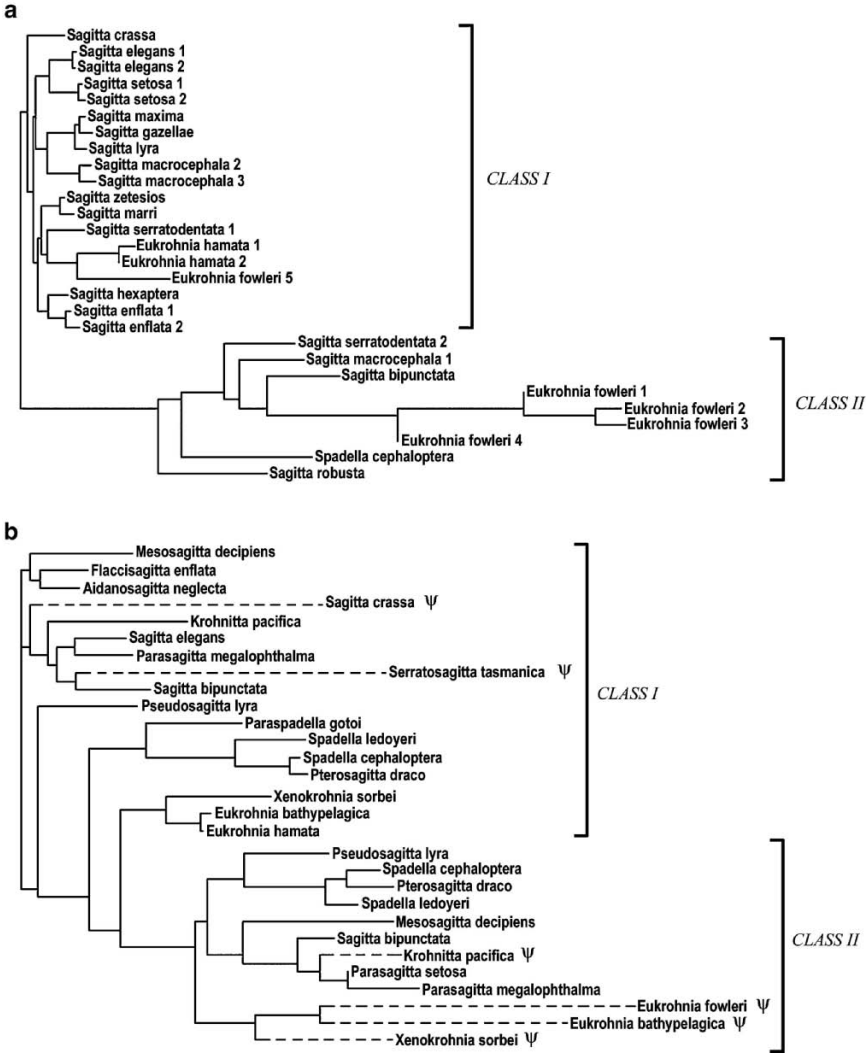 a
Sagitta crassa
Sagitta elegans 1
Sagitta elegans 2
Sagitta setosa 1
Sagitta setosa 2
Sagitta maxima
Sagitta gazellae
Sagitta lyra
Sagitta macrocephala 2
Sagitta macrocephala 3
CLASS I
Sagitta zetesios
Sagitta marri
Sagitta serratodentata 1
Eukrohnia hamata 1
Eukrohnia hamata 2
Eukrohnia fowleri 5
Sagitta hexaptera
Sagitta enflata 1
Sagitta enflata 2
Sagitta serratodentata 2
Sagitta macrocephala 1
Sagitta bipunctata
Eukrohnia fowleri 1
CLASS II
Eukrohnia fowleri 2
Eukrohnia fowleri 3
Eukrohnia fowleri 4
Spadella cephaloptera
Sagitta robusta
b
Mesosagitta decipiens
Flaccisagitta enflata
Aidanosagitta neglecta
Sagitta crassa ψ
Krohnitta pacifica
Sagitta elegans
Parasagitta megalophthalma
Serratosagitta tasmanica ψ
Sagitta bipunctata
CLASS I
Pseudosagitta lyra
Paraspadella gotoi
Spadella ledoyeri
Spadella cephaloptera
Pterosagitta draco
Xenokrohnia sorbei
Eukrohnia bathypelagica
Eukrohnia hamata
Pseudosagitta lyra
Spadella cephaloptera
Pterosagitta draco
Spadella ledoyeri
Mesosagitta decipiens
Sagitta bipunctata
CLASS II
Krohnitta pacifica ψ
Parasagitta setosa
Parasagitta megalophthalma
Eukrohnia fowleri ψ
Eukrohnia bathypelagica ψ
Xenokrohnia sorbei ψ